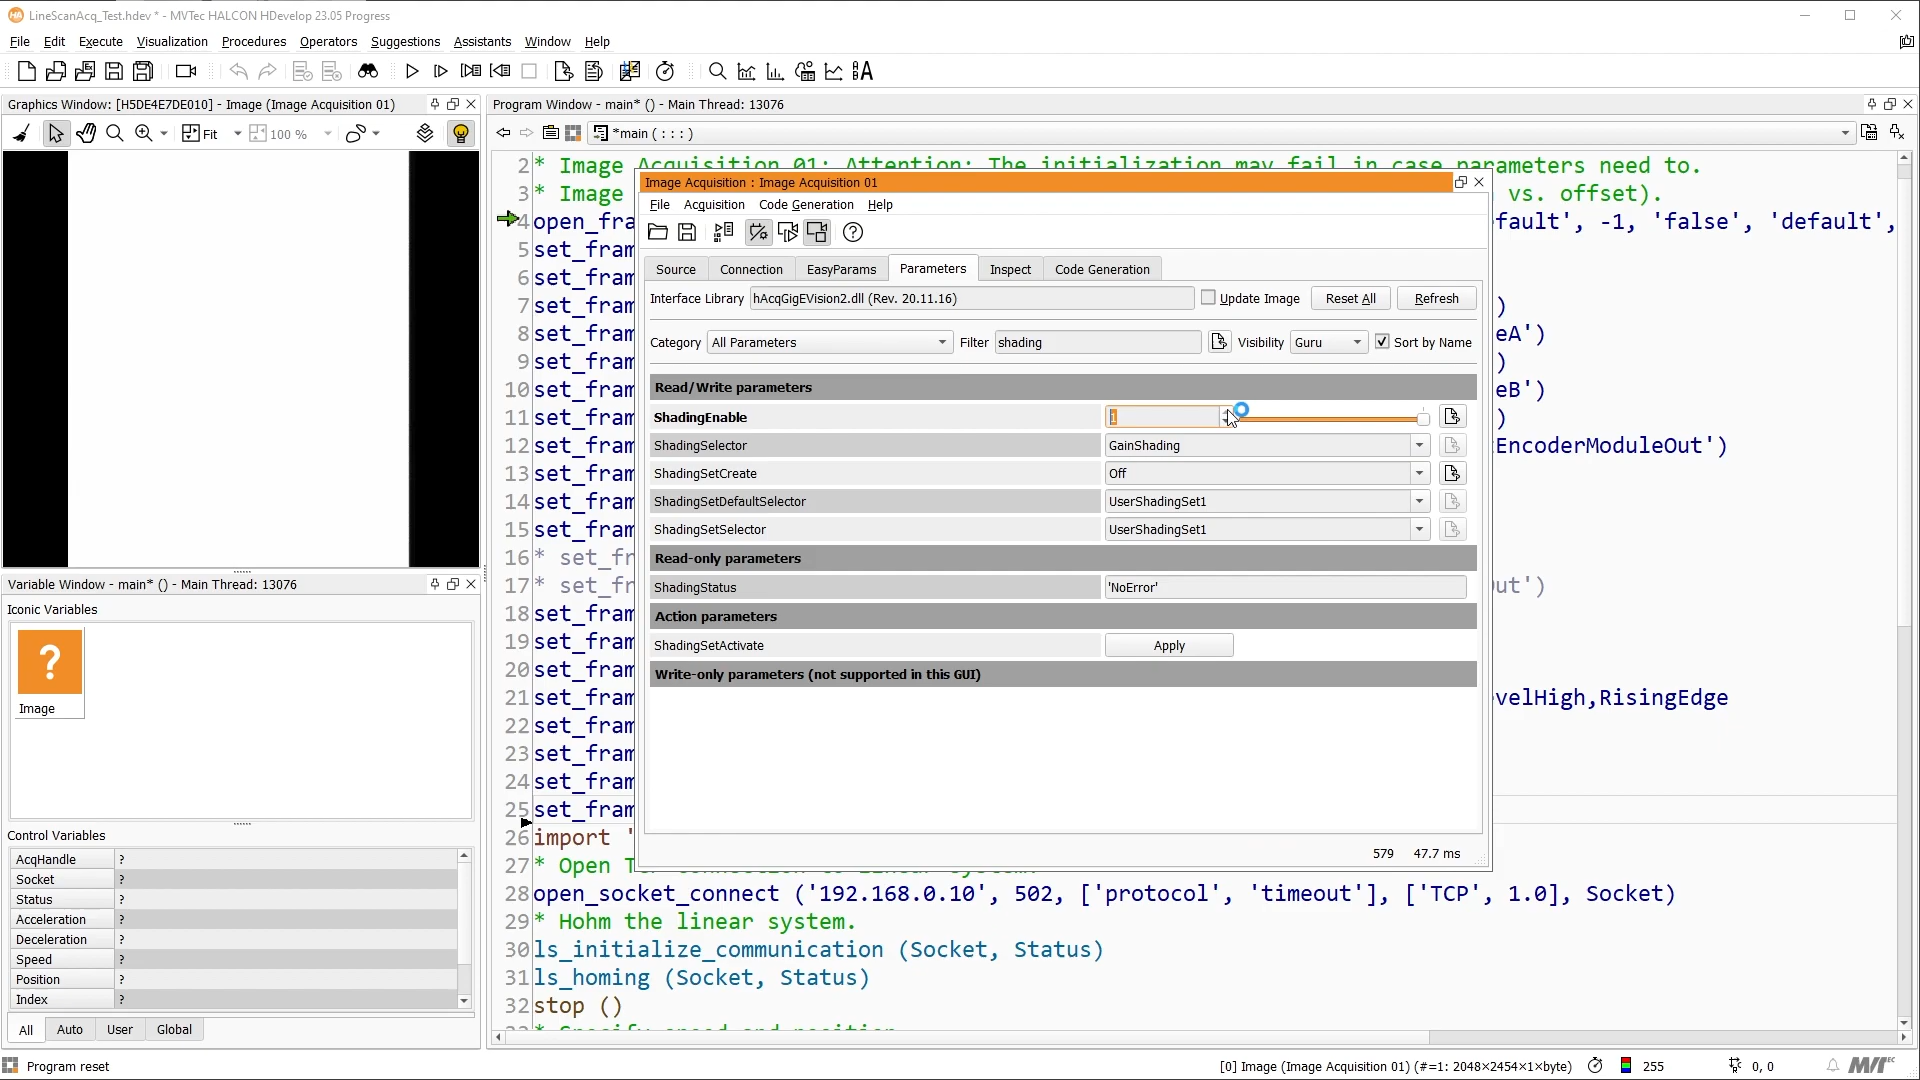 LineScanAcq_Test.hdev * - MVTec HALCON HDevelop 23.05 Progress
File Edit Execute Visualization Procedures Operators Suggestions Assistants Window Help
Graphics Window: [H5DE4E7DE010] - Image (Image Acquisition 01)
Fit 100 %
Program Window - main* () - Main Thread: 13076
*main ( : : : )
2 * Image Acquisition 01: Attention: The initialization may fail in case parameters need to.
3 * Image vs. offset).
4 open_fra fault', -1, 'false', 'default',
5 set_fram
6 set_fram
7 set_fram )
8 set_fram eA')
9 set_fram )
10 set_fram eB')
11 set_fram )
12 set_fram tEncoderModuleOut')
13 set_fram
14 set_fram
15 set_fram
16 * set_fr
17 * set_fr ut')
18 set_fram
19 set_fram
20 set_fram
21 set_fram velHigh,RisingEdge
22 set_fram
23 set_fram
24 set_fram
25 set_fram
26 import '
27 * Open
28 open_socket_connect ('192.168.0.10', 502, ['protocol', 'timeout'], ['TCP', 1.0], Socket)
29 * Hohm the linear system.
30 ls_initialize_communication (Socket, Status)
31 ls_homing (Socket, Status)
32 stop ()
Image Acquisition : Image Acquisition 01
File Acquisition Code Generation Help
Source Connection EasyParams Parameters Inspect Code Generation
Interface Library hAcqGigEVision2.dll (Rev. 20.11.16) Update Image Reset All Refresh
Category All Parameters Filter shading Visibility Guru Sort by Name
Read/Write parameters
ShadingEnable 1
ShadingSelector GainShading
ShadingSetCreate Off
ShadingSetDefaultSelector UserShadingSet1
ShadingSetSelector UserShadingSet1
Read-only parameters
ShadingStatus 'NoError'
Action parameters
ShadingSetActivate Apply
Write-only parameters (not supported in this GUI)
579 47.7 ms
Variable Window - main* () - Main Thread: 13076
Iconic Variables
?
Image
Control Variables
AcqHandle ?
Socket ?
Status ?
Acceleration ?
Deceleration ?
Speed ?
Position ?
Index ?
All Auto User Global
Program reset
[0] Image (Image Acquisition 01) (#=1: 2048×2454×1×byte) 255 0, 0